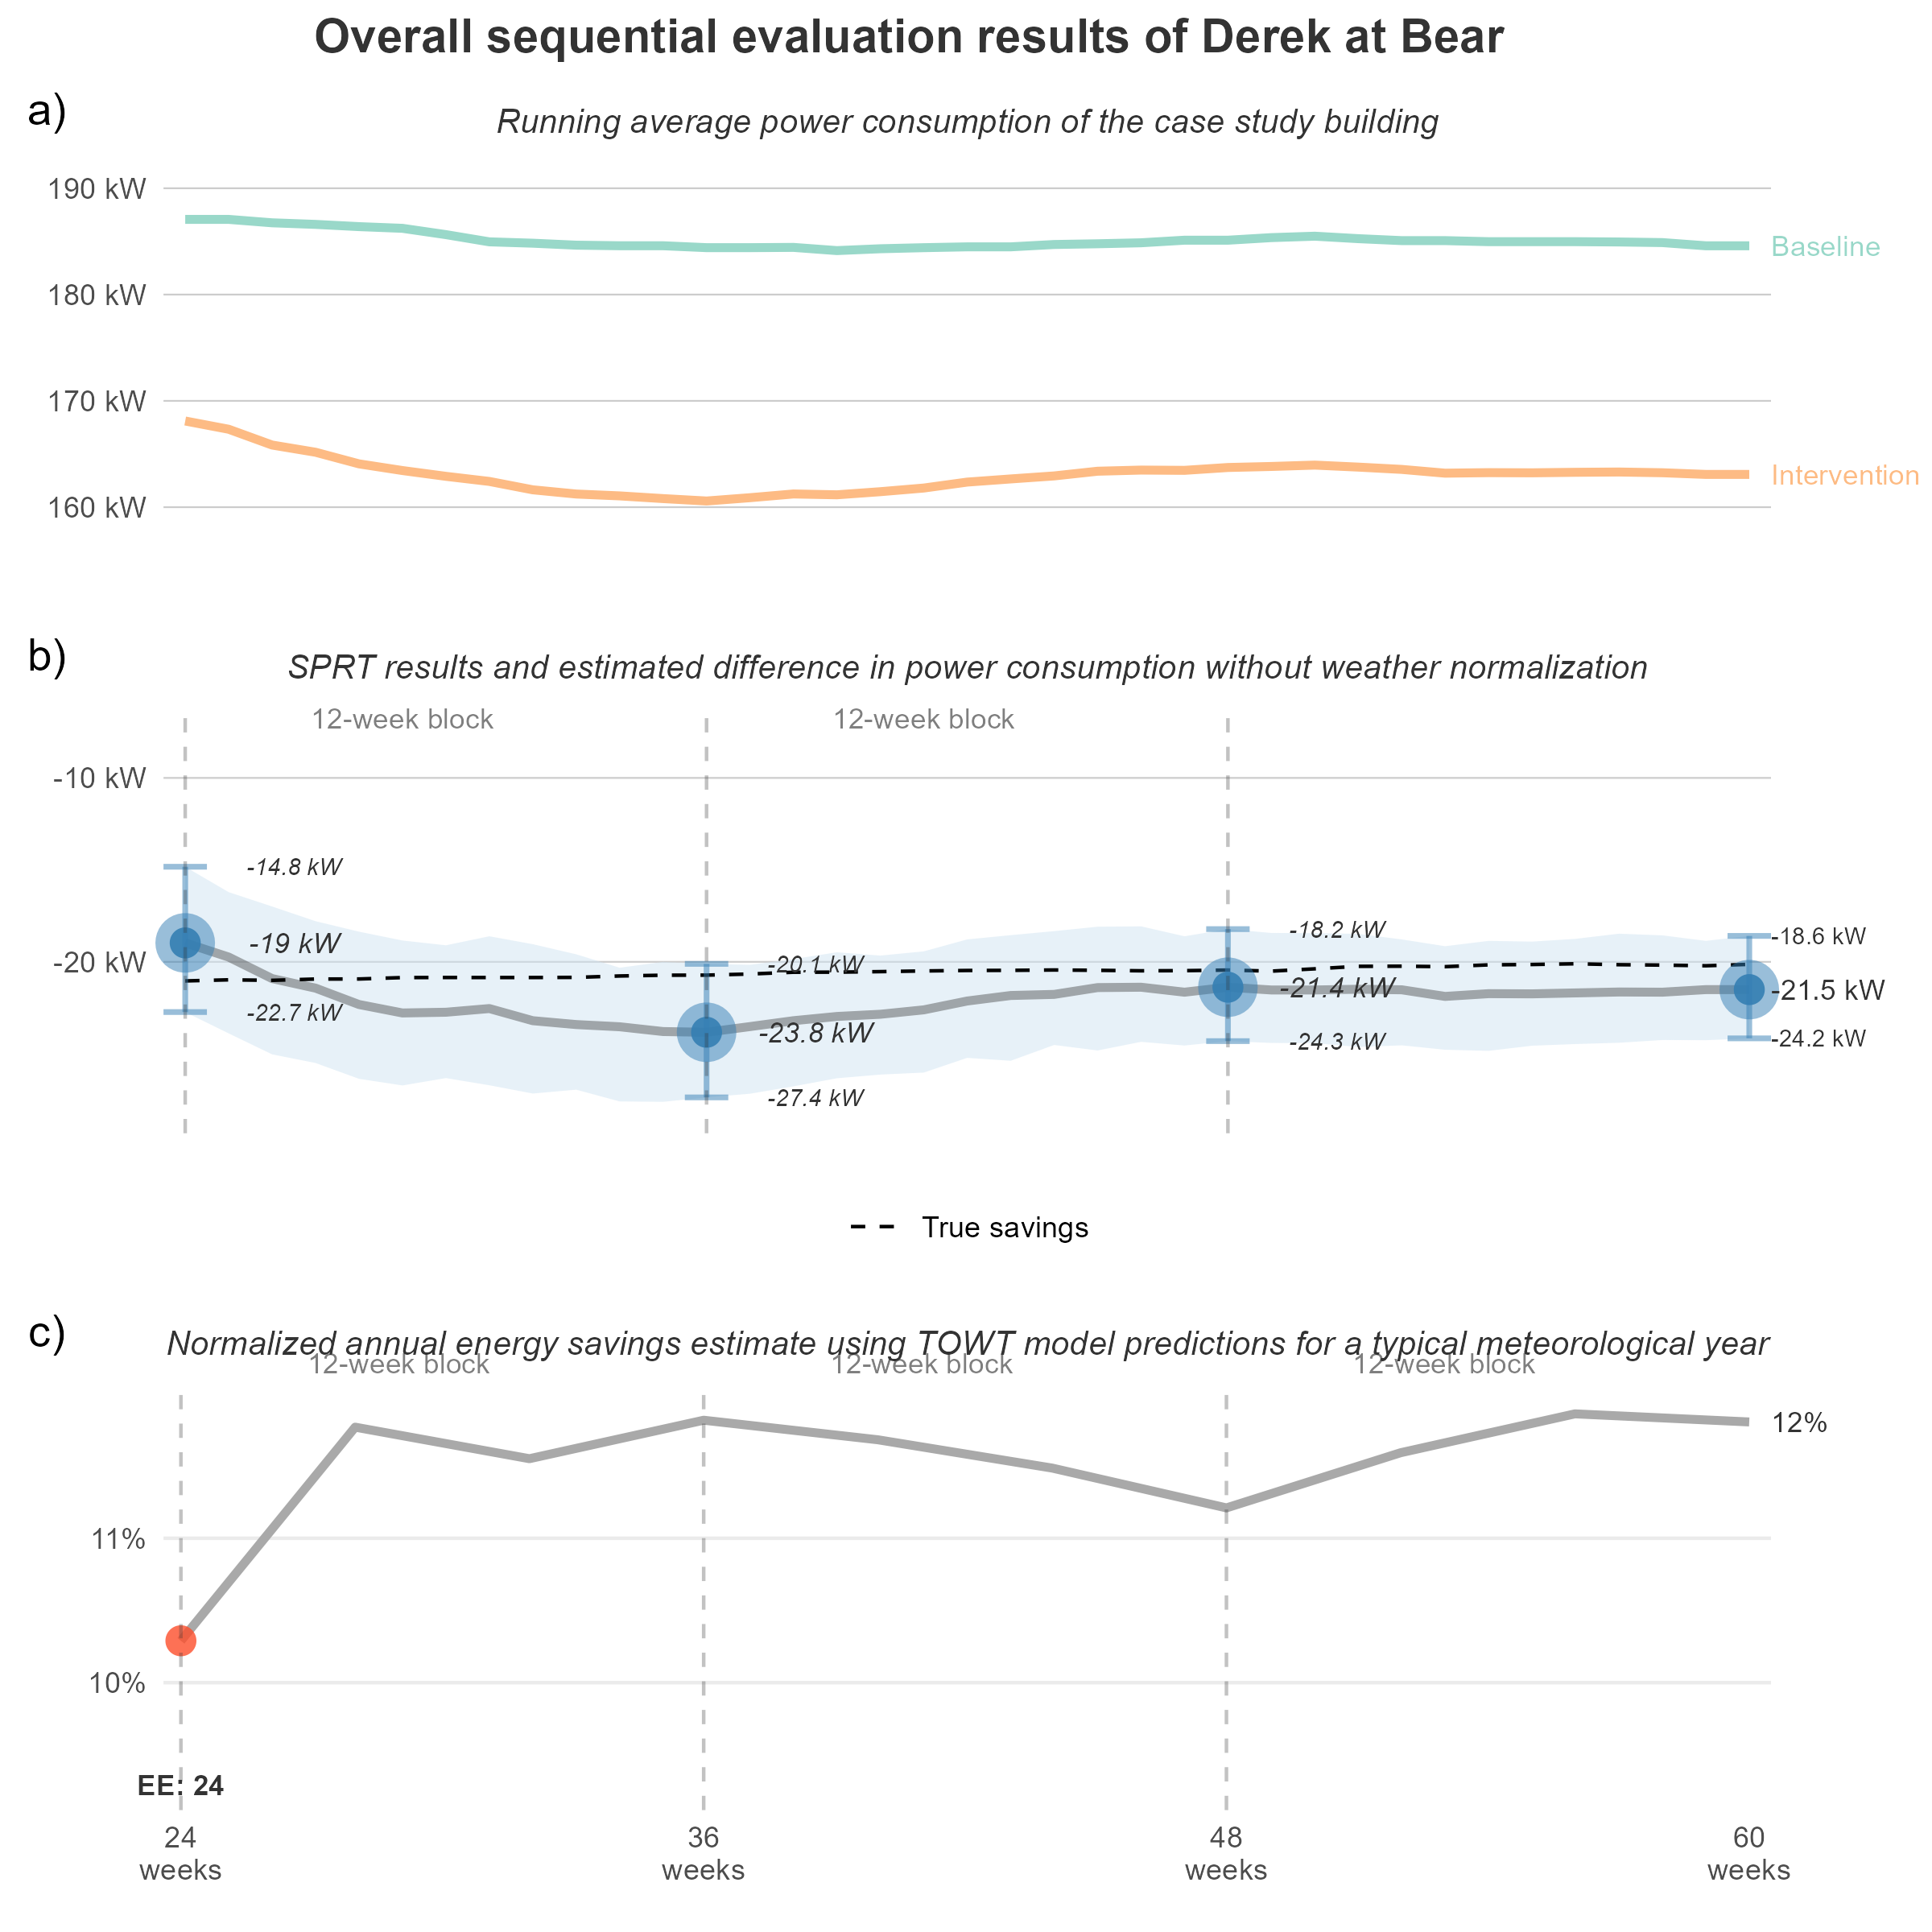 Overall sequential evaluation results of Derek at Bear
a)
Running average power consumption of the case study building
190 kW
180 kW
170 kW
160 kW
Baseline
Intervention
b)
SPRT results and estimated difference in power consumption without weather normalization
12-week block
12-week block
-10 kW
-20 kW
-14.8 kW
-19 kW
-22.7 kW
-20.1 kW
-23.8 kW
-27.4 kW
-18.2 kW
-21.4 kW
-24.3 kW
-18.6 kW
-21.5 kW
-24.2 kW
True savings
c)
Normalized annual energy savings estimate using TOWT model predictions for a typical meteorological year
12-week block
12-week block
12-week block
12%
11%
10%
EE: 24
24
weeks
36
weeks
48
weeks
60
weeks